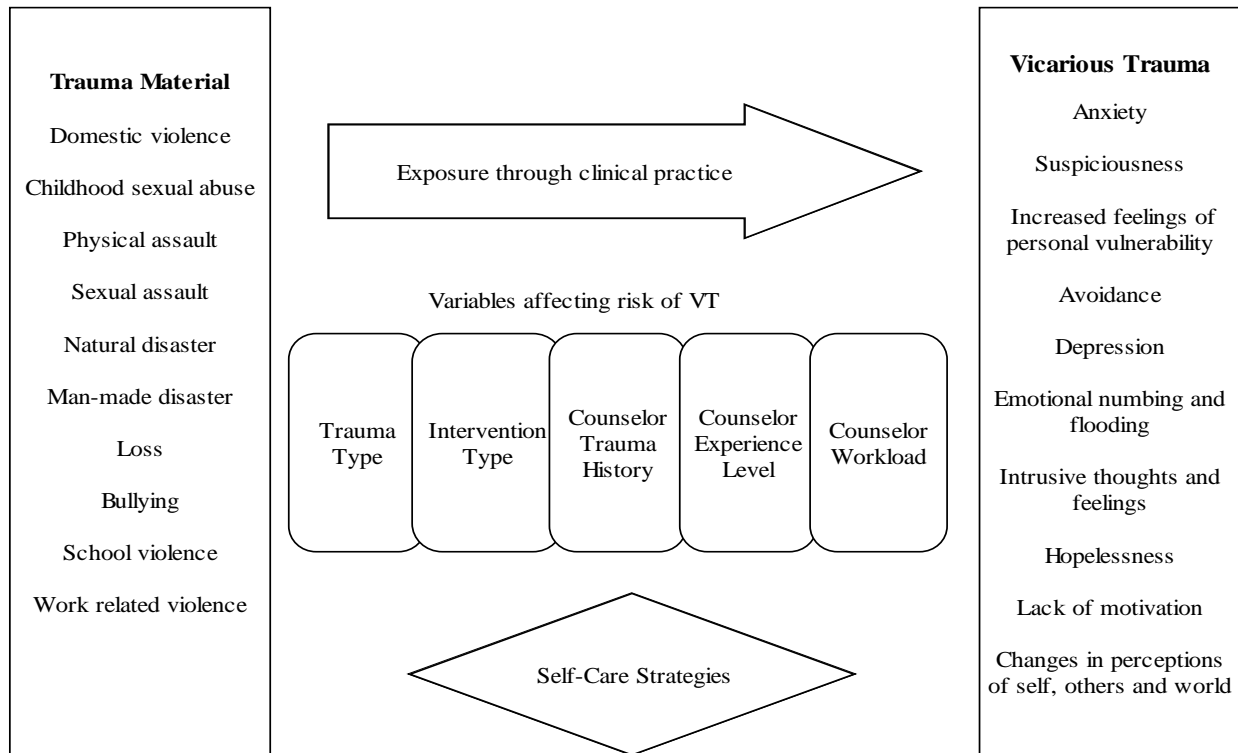 Trauma Material
Domestic violence
Childhood sexual abuse
Physical assault
Sexual assault
Natural disaster
Man-made disaster
Loss
Bullying
School violence
Work related violence
Exposure through clinical practice
Variables affecting risk of VT
Trauma
Type
Intervention
Type
Counselor
Trauma
History
Counselor
Experience
Level
Counselor
Workload
Self-Care Strategies
Vicarious Trauma
Anxiety
Suspiciousness
Increased feelings of
personal vulnerability
Avoidance
Depression
Emotional numbing and
flooding
Intrusive thoughts and
feelings
Hopelessness
Lack of motivation
Changes in perceptions
of self, others and world